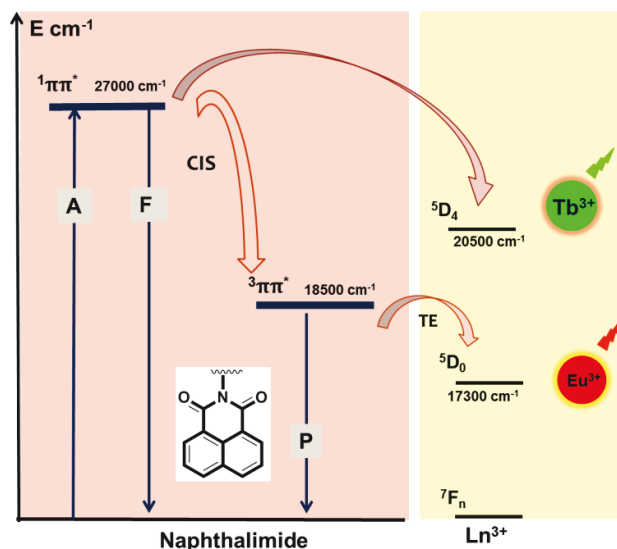 E cm⁻¹
¹ππ* 27000 cm⁻¹
A
F
CIS
³ππ* 18500 cm⁻¹
TE
P
O
N
O
⁵D₄
20500 cm⁻¹
Tb³⁺
⁵D₀
17300 cm⁻¹
Eu³⁺
⁷Fₙ
Naphthalimide
Ln³⁺